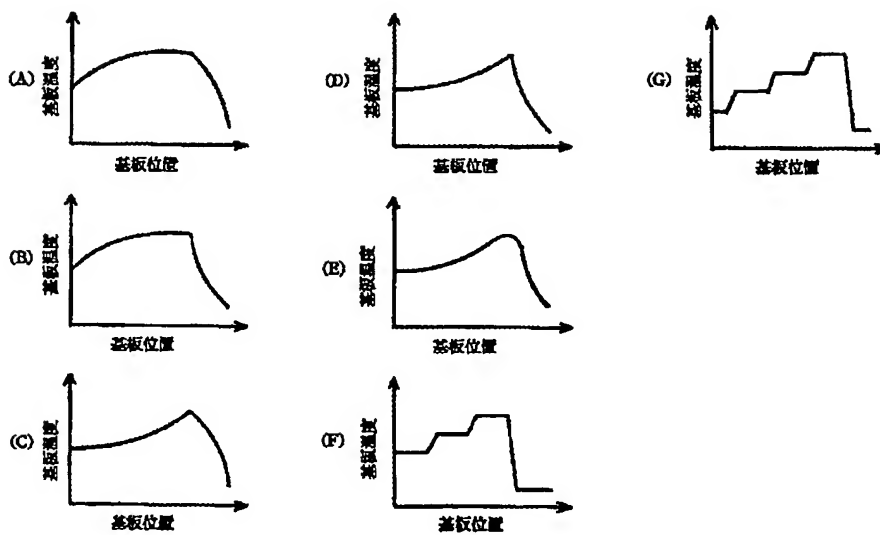 (A)
基板温度
基板位置
(B)
基板温度
基板位置
(C)
基板温度
基板位置
(D)
基板温度
基板位置
(E)
基板温度
基板位置
(F)
基板温度
基板位置
(G)
基板温度
基板位置